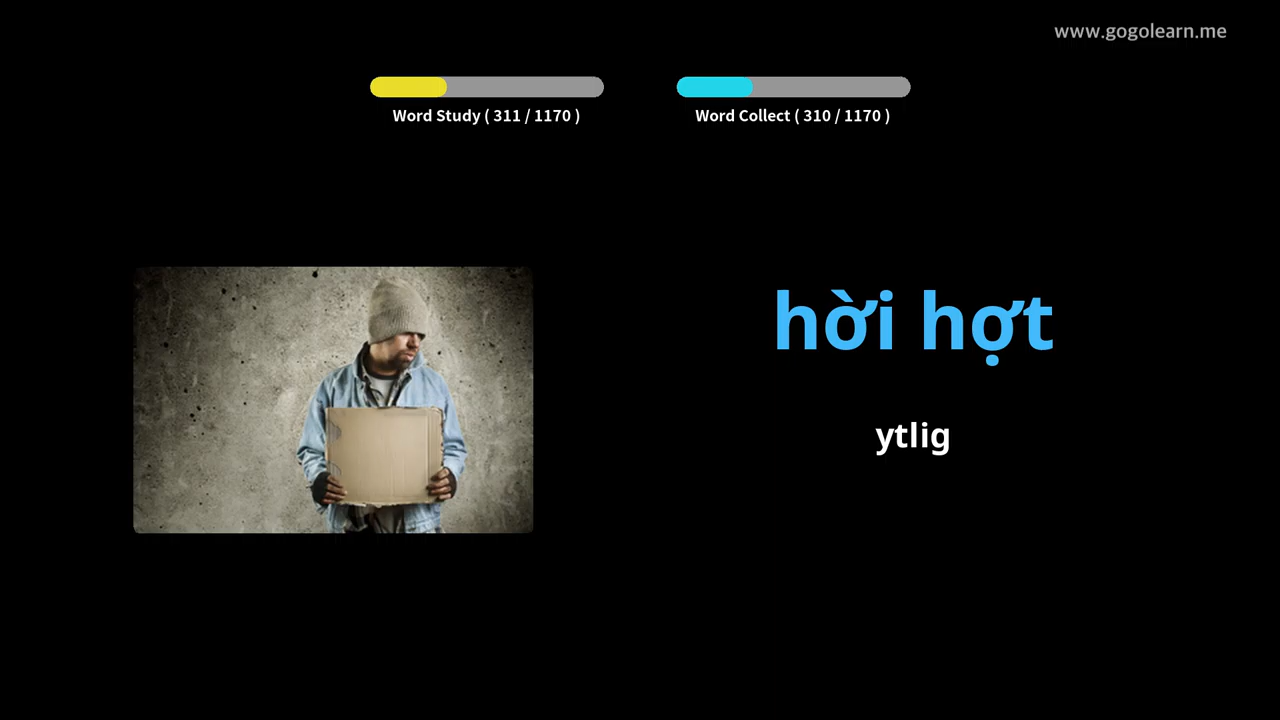 www.gogolearn.me
Word Study ( 311 / 1170 )
Word Collect ( 310 / 1170 )
hời hợt
ytlig